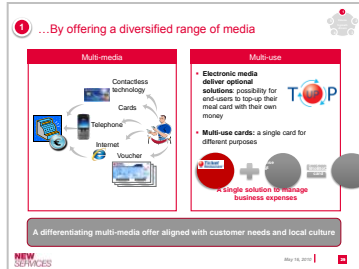 1
…By offering a diversified range of media
Multi-media
Multi-use
Contactless
technology
Cards
Telephone
Internet
Voucher
• Electronic media
deliver optional
solutions: possibility for
end-users to top-up their
meal card with their own
money
TOP
UP
• Multi-use cards: a single card for
different purposes
A single solution to manage
business expenses
A differentiating multi-media offer aligned with customer needs and local culture
NEW
SERVICES
May 18, 2010